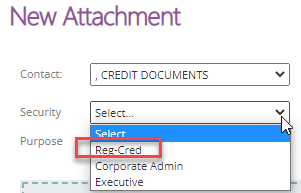 New Attachment
Contact: , CREDIT DOCUMENTS
Security Select...
Select...
Reg-Cred
Purpose
Corporate Admin
Executive